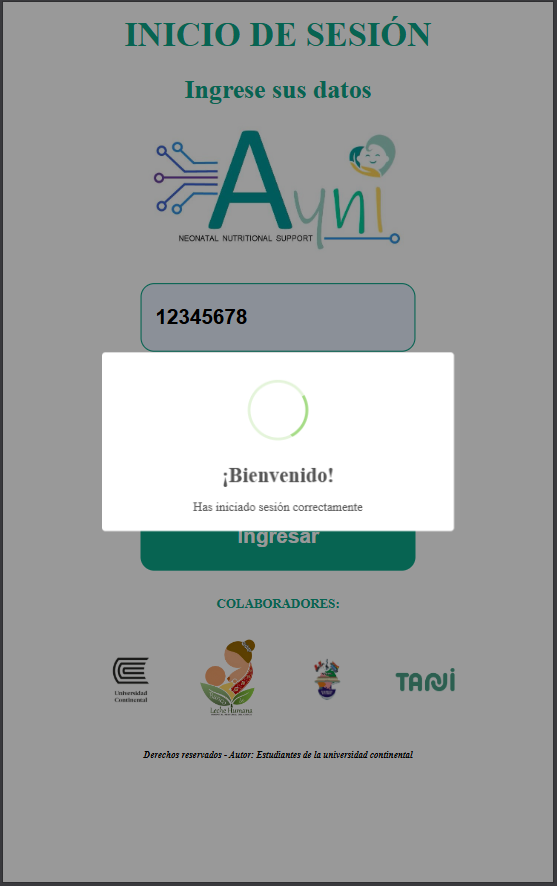 INICIO DE SESIÓN
Ingrese sus datos
Ayni
NEONATAL NUTRITIONAL SUPPORT
12345678
¡Bienvenido!
Has iniciado sesión correctamente
Ingresar
COLABORADORES:
Universidad
Continental
Leche Humana
TANI
Derechos reservados - Autor: Estudiantes de la universidad continental